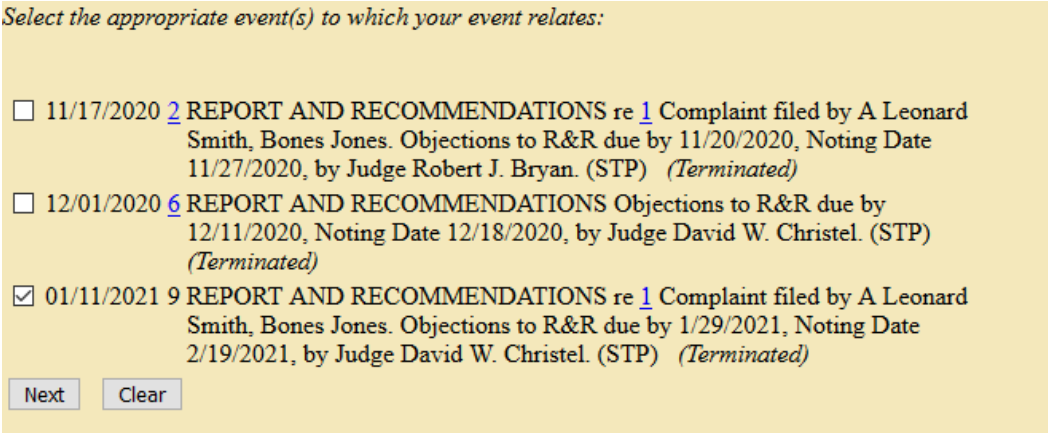 Select the appropriate event(s) to which your event relates:
11/17/2020 2 REPORT AND RECOMMENDATIONS re 1 Complaint filed by A Leonard
Smith, Bones Jones. Objections to R&R due by 11/20/2020, Noting Date
11/27/2020, by Judge Robert J. Bryan. (STP) (Terminated)
12/01/2020 6 REPORT AND RECOMMENDATIONS Objections to R&R due by
12/11/2020, Noting Date 12/18/2020, by Judge David W. Christel. (STP)
(Terminated)
01/11/2021 9 REPORT AND RECOMMENDATIONS re 1 Complaint filed by A Leonard
Smith, Bones Jones. Objections to R&R due by 1/29/2021, Noting Date
2/19/2021, by Judge David W. Christel. (STP) (Terminated)
Next Clear